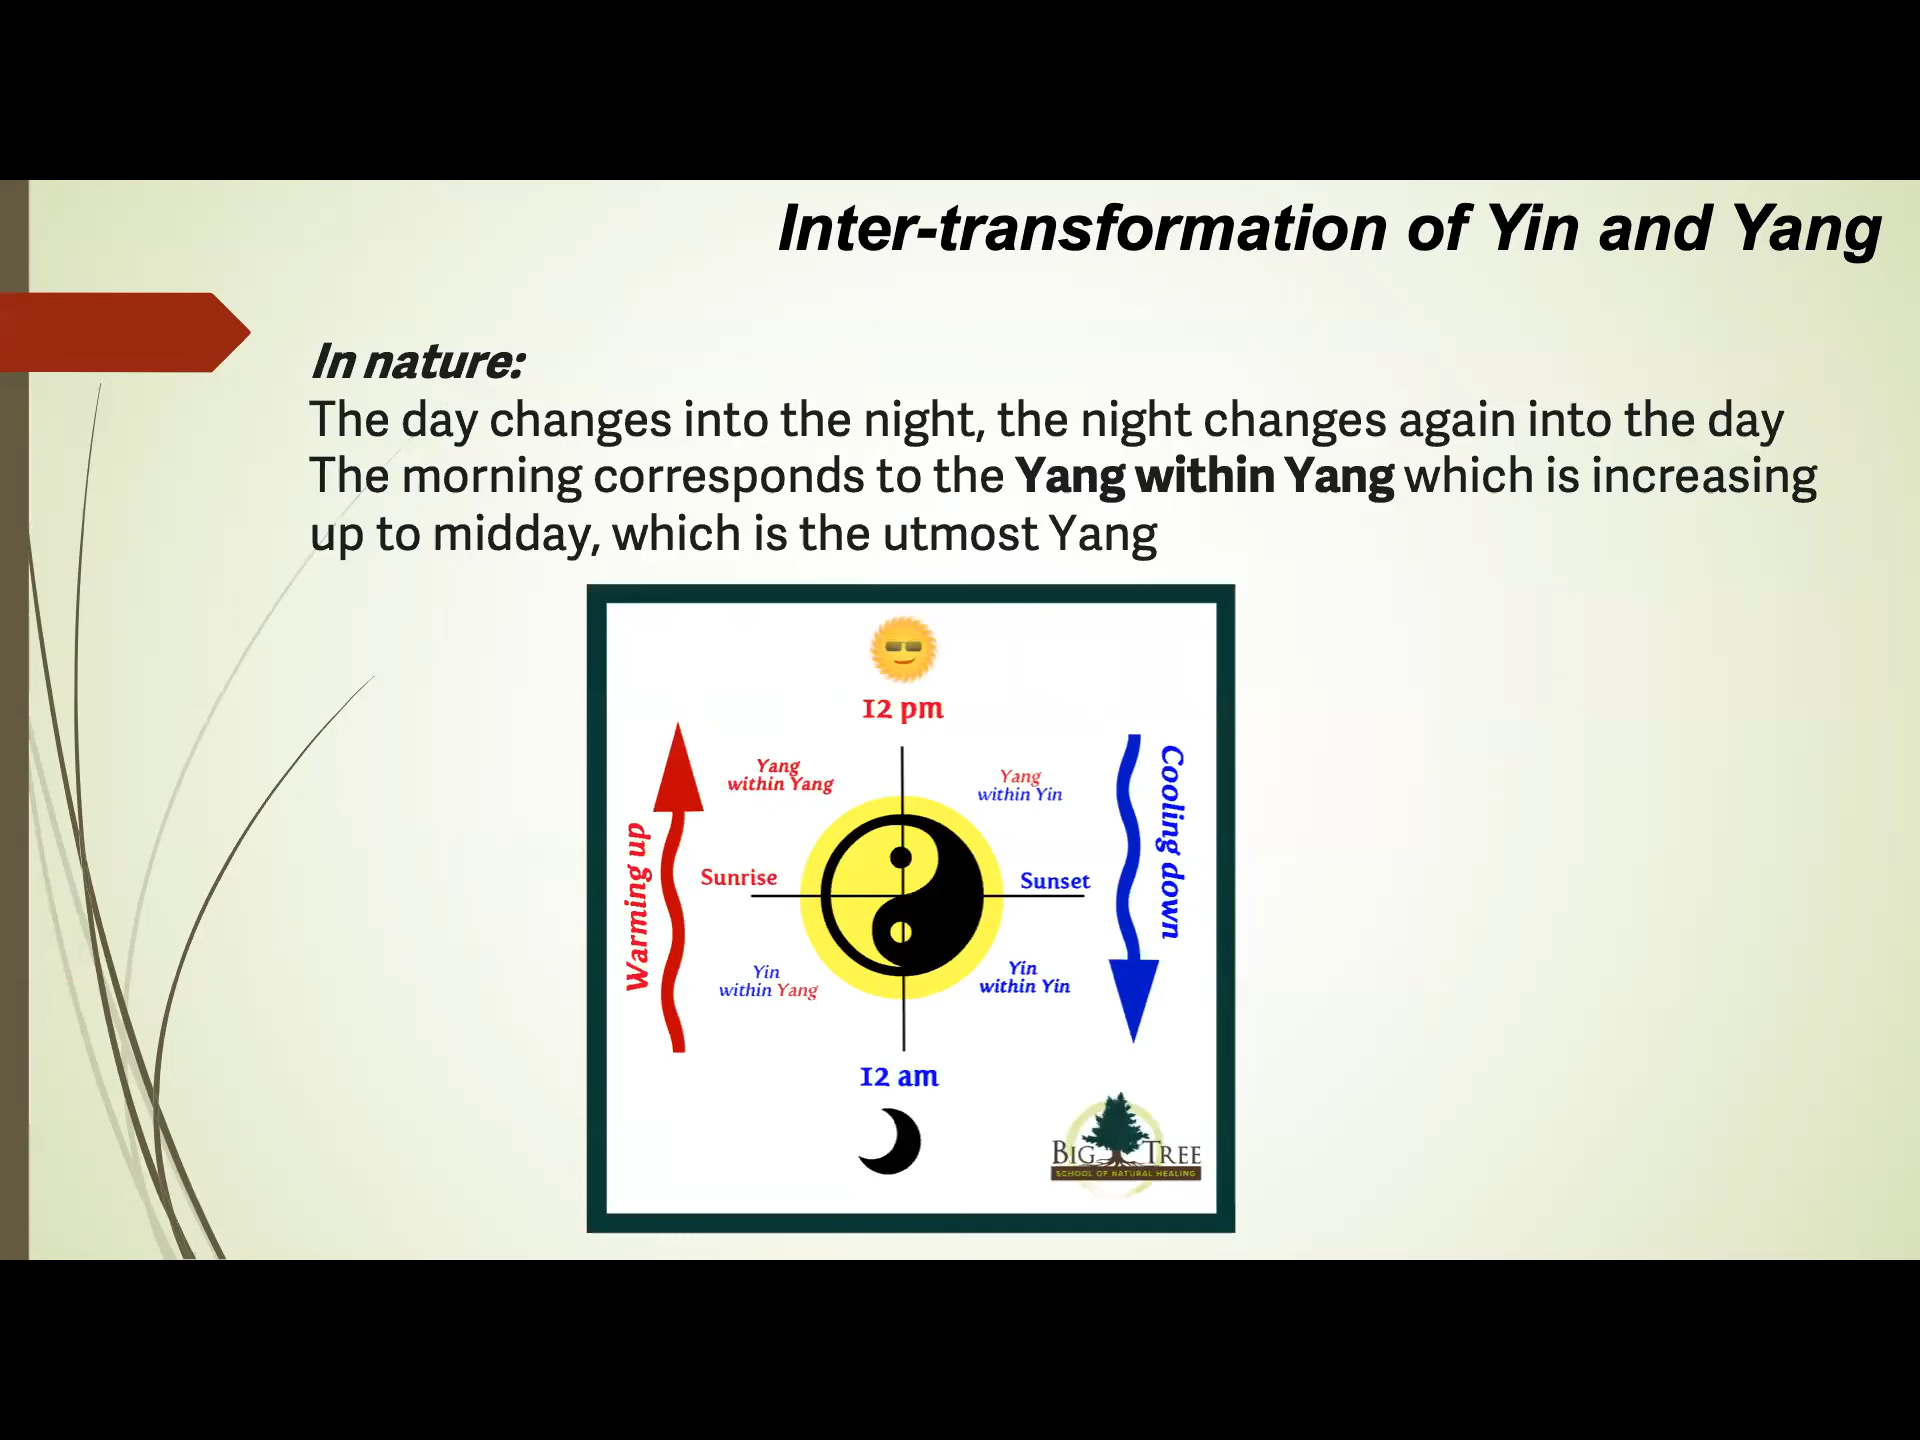 Inter-transformation of Yin and Yang
In nature:
The day changes into the night, the night changes again into the day
The morning corresponds to the Yang within Yang which is increasing
up to midday, which is the utmost Yang
12 pm
Yang
within Yang
Yang
within Yin
Warming up
Cooling down
Sunrise
Sunset
Yin
within Yang
Yin
within Yin
12 am
BIG TREE
SCHOOL OF NATURAL HEALING